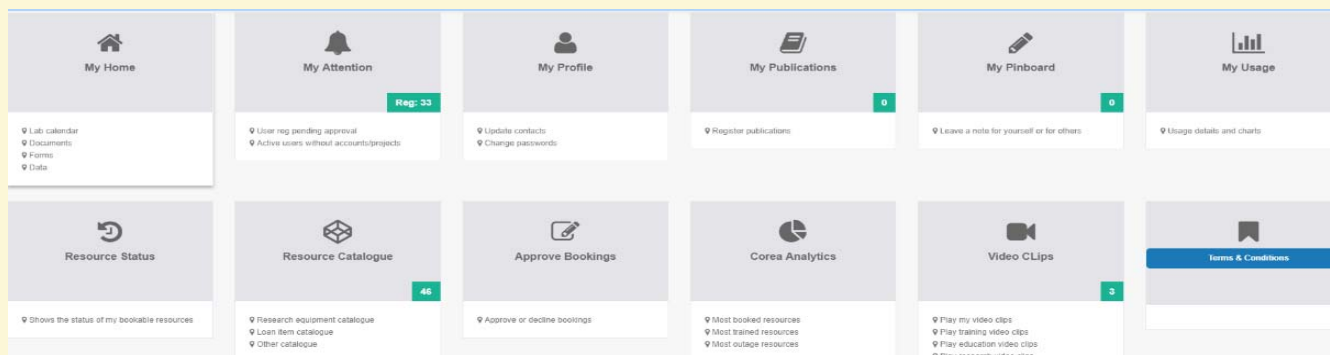 My Home
My Attention
My Profile
My Publications
My Pinboard
My Usage
Reg: 33
0
0
Lab calendar
Documents
Forms
Data
User reg pending approval
Active users without accounts/projects
Update contacts
Change passwords
Register publications
Leave a note for yourself or for others
Usage details and charts
Resource Status
Resource Catalogue
Approve Bookings
Corea Analytics
Video CLips
Terms & Conditions
46
3
Shows the status of my bookable resources
Research equipment catalogue
Loan item catalogue
Other catalogue
Approve or decline bookings
Most booked resources
Most trained resources
Most outage resources
Play my video clips
Play training video clips
Play education video clips